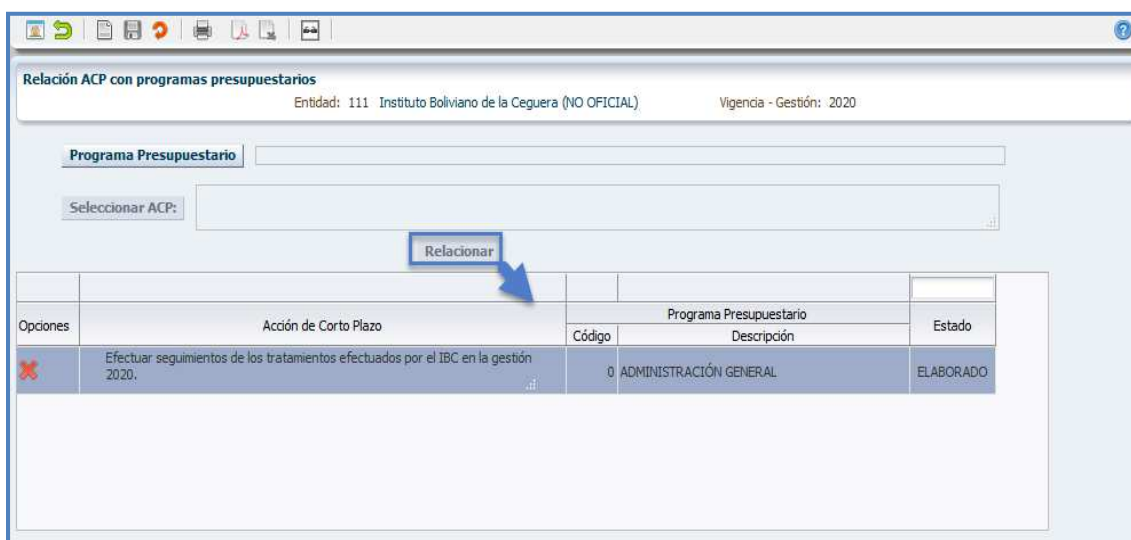 Relación ACP con programas presupuestarios
Entidad: 111 Instituto Boliviano de la Ceguera (NO OFICIAL) Vigencia - Gestión: 2020
Programa Presupuestario
Seleccionar ACP:
Relacionar
Opciones Acción de Corto Plazo Programa Presupuestario Estado
Código Descripción
Efectuar seguimientos de los tratamientos efectuados por el IBC en la gestión
2020. 0 ADMINISTRACIÓN GENERAL ELABORADO